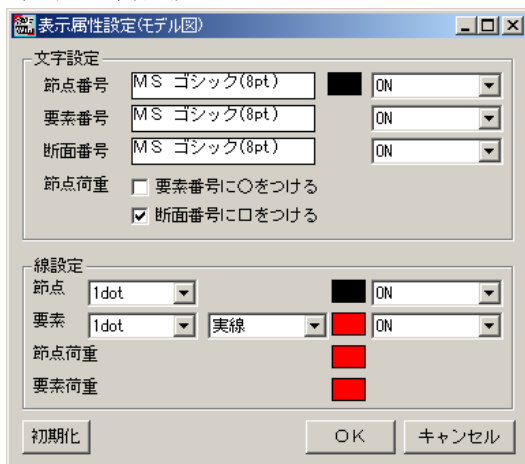 表示属性設定(モデル図)
文字設定
節点番号 MS ゴシック(8pt) ON
要素番号 MS ゴシック(8pt) ON
断面番号 MS ゴシック(8pt) ON
節点荷重 要素番号に○をつける
断面番号に□をつける
線設定
節点 1dot ON
要素 1dot 実線 ON
節点荷重
要素荷重
初期化 OK キャンセル